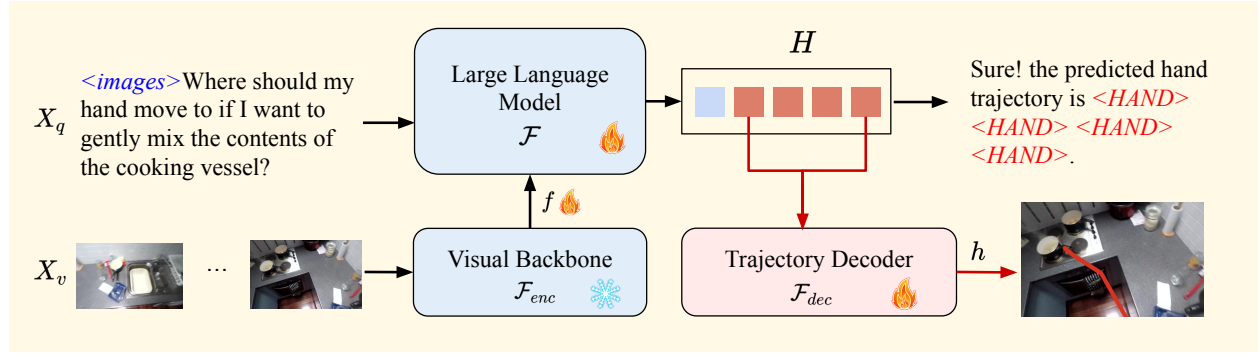 X_q
<images>Where should my
hand move to if I want to
gently mix the contents of
the cooking vessel?
Large Language
Model
F
H
Sure! the predicted hand
trajectory is <HAND>
<HAND> <HAND>
<HAND>.
f
X_v
...
Visual Backbone
F_enc
Trajectory Decoder
F_dec
h